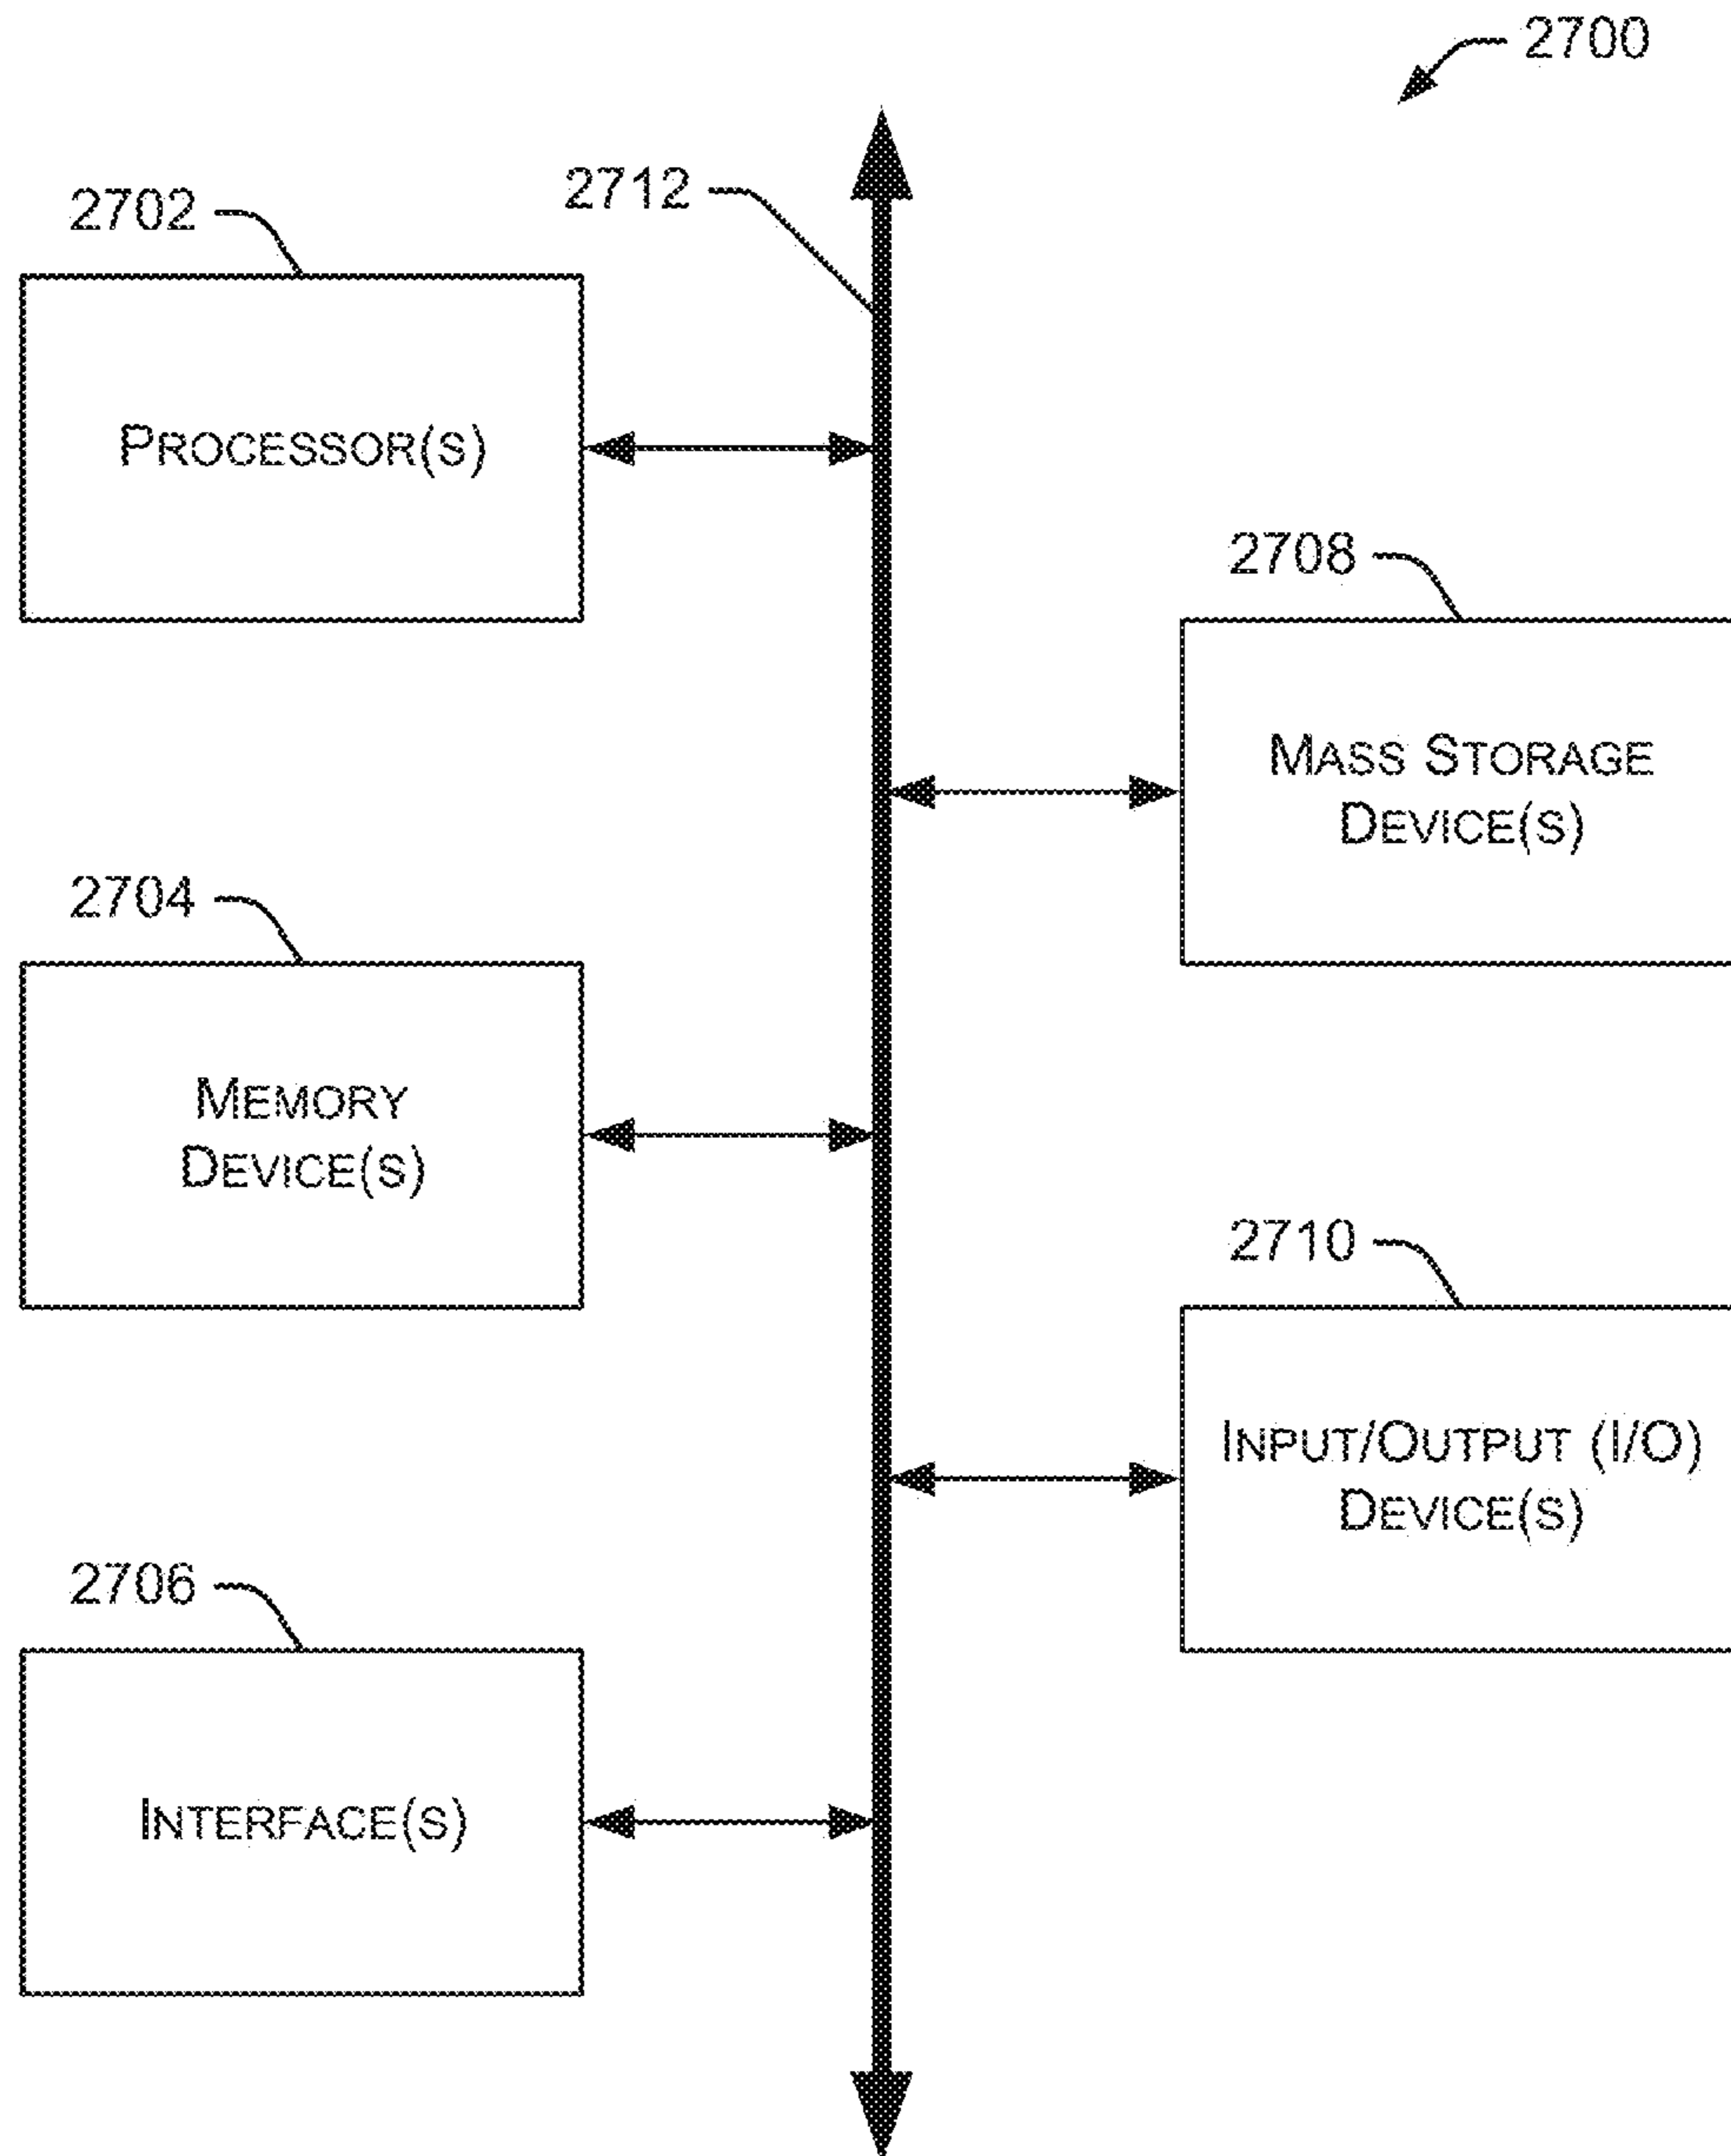 2700
2702
2712
PROCESSOR(S)
2708
MASS STORAGE
DEVICE(S)
2704
MEMORY
DEVICE(S)
2710
INPUT/OUTPUT (I/O)
DEVICE(S)
2706
INTERFACE(S)